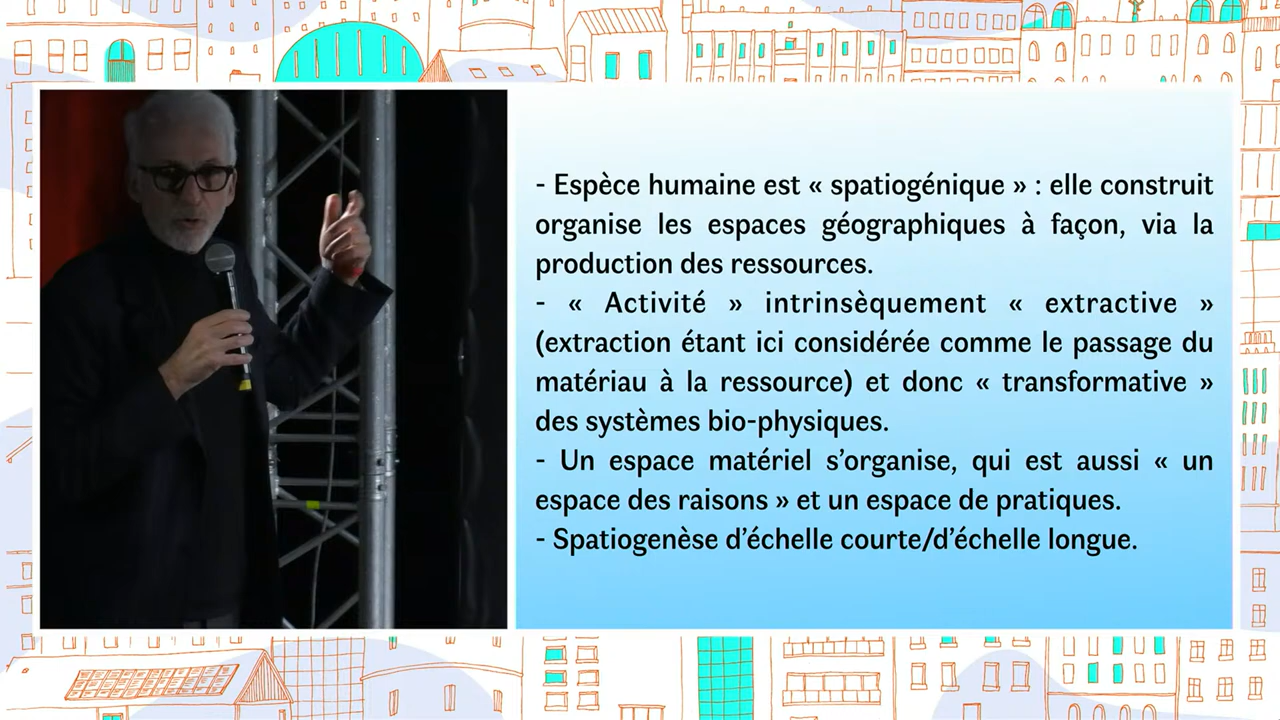 - Espèce humaine est « spatiogénique » : elle construit
organise les espaces géographiques à façon, via la
production des ressources.
- « Activité » intrinsèquement « extractive »
(extraction étant ici considérée comme le passage du
matériau à la ressource) et donc « transformative »
des systèmes bio-physiques.
- Un espace matériel s’organise, qui est aussi « un
espace des raisons » et un espace de pratiques.
- Spatiogenèse d’échelle courte/d’échelle longue.